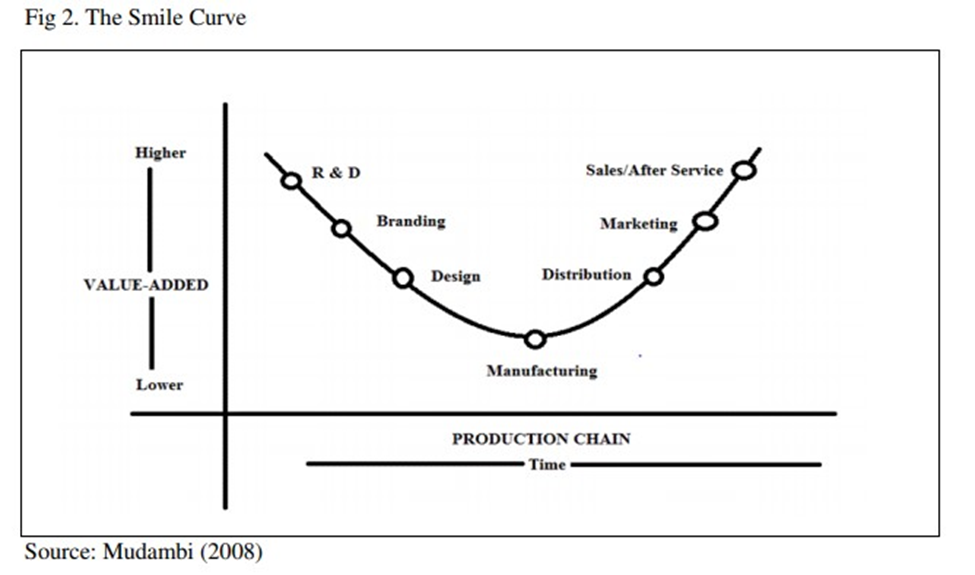 Fig 2. The Smile Curve
Higher
R & D
Sales/After Service
Branding
Marketing
Design
Distribution
VALUE-ADDED
Manufacturing
Lower
PRODUCTION CHAIN
Time
Source: Mudambi (2008)